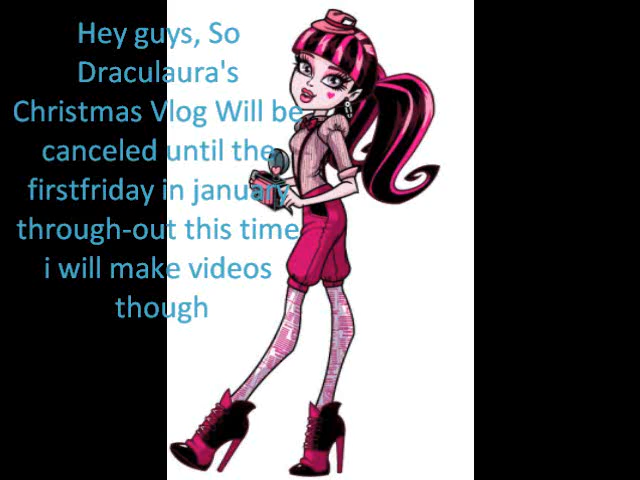 Hey guys, So
Draculaura's
Christmas Vlog Will be
canceled until the
firstfriday in january
through-out this time
i will make videos
though